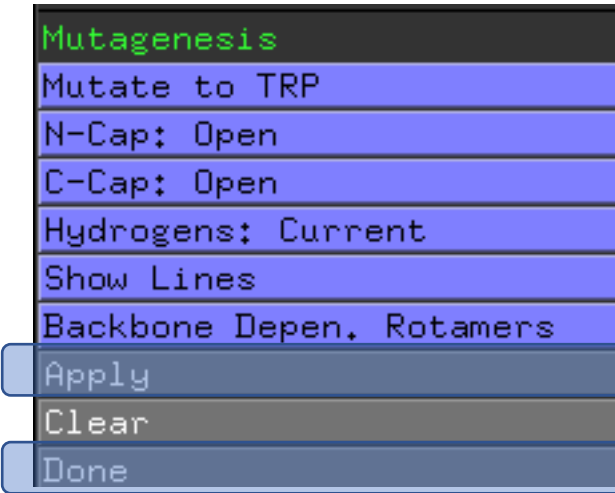 Mutagenesis
Mutate to TRP
N-Cap: Open
C-Cap: Open
Hydrogens: Current
Show Lines
Backbone Depen. Rotamers
Apply
Clear
Done